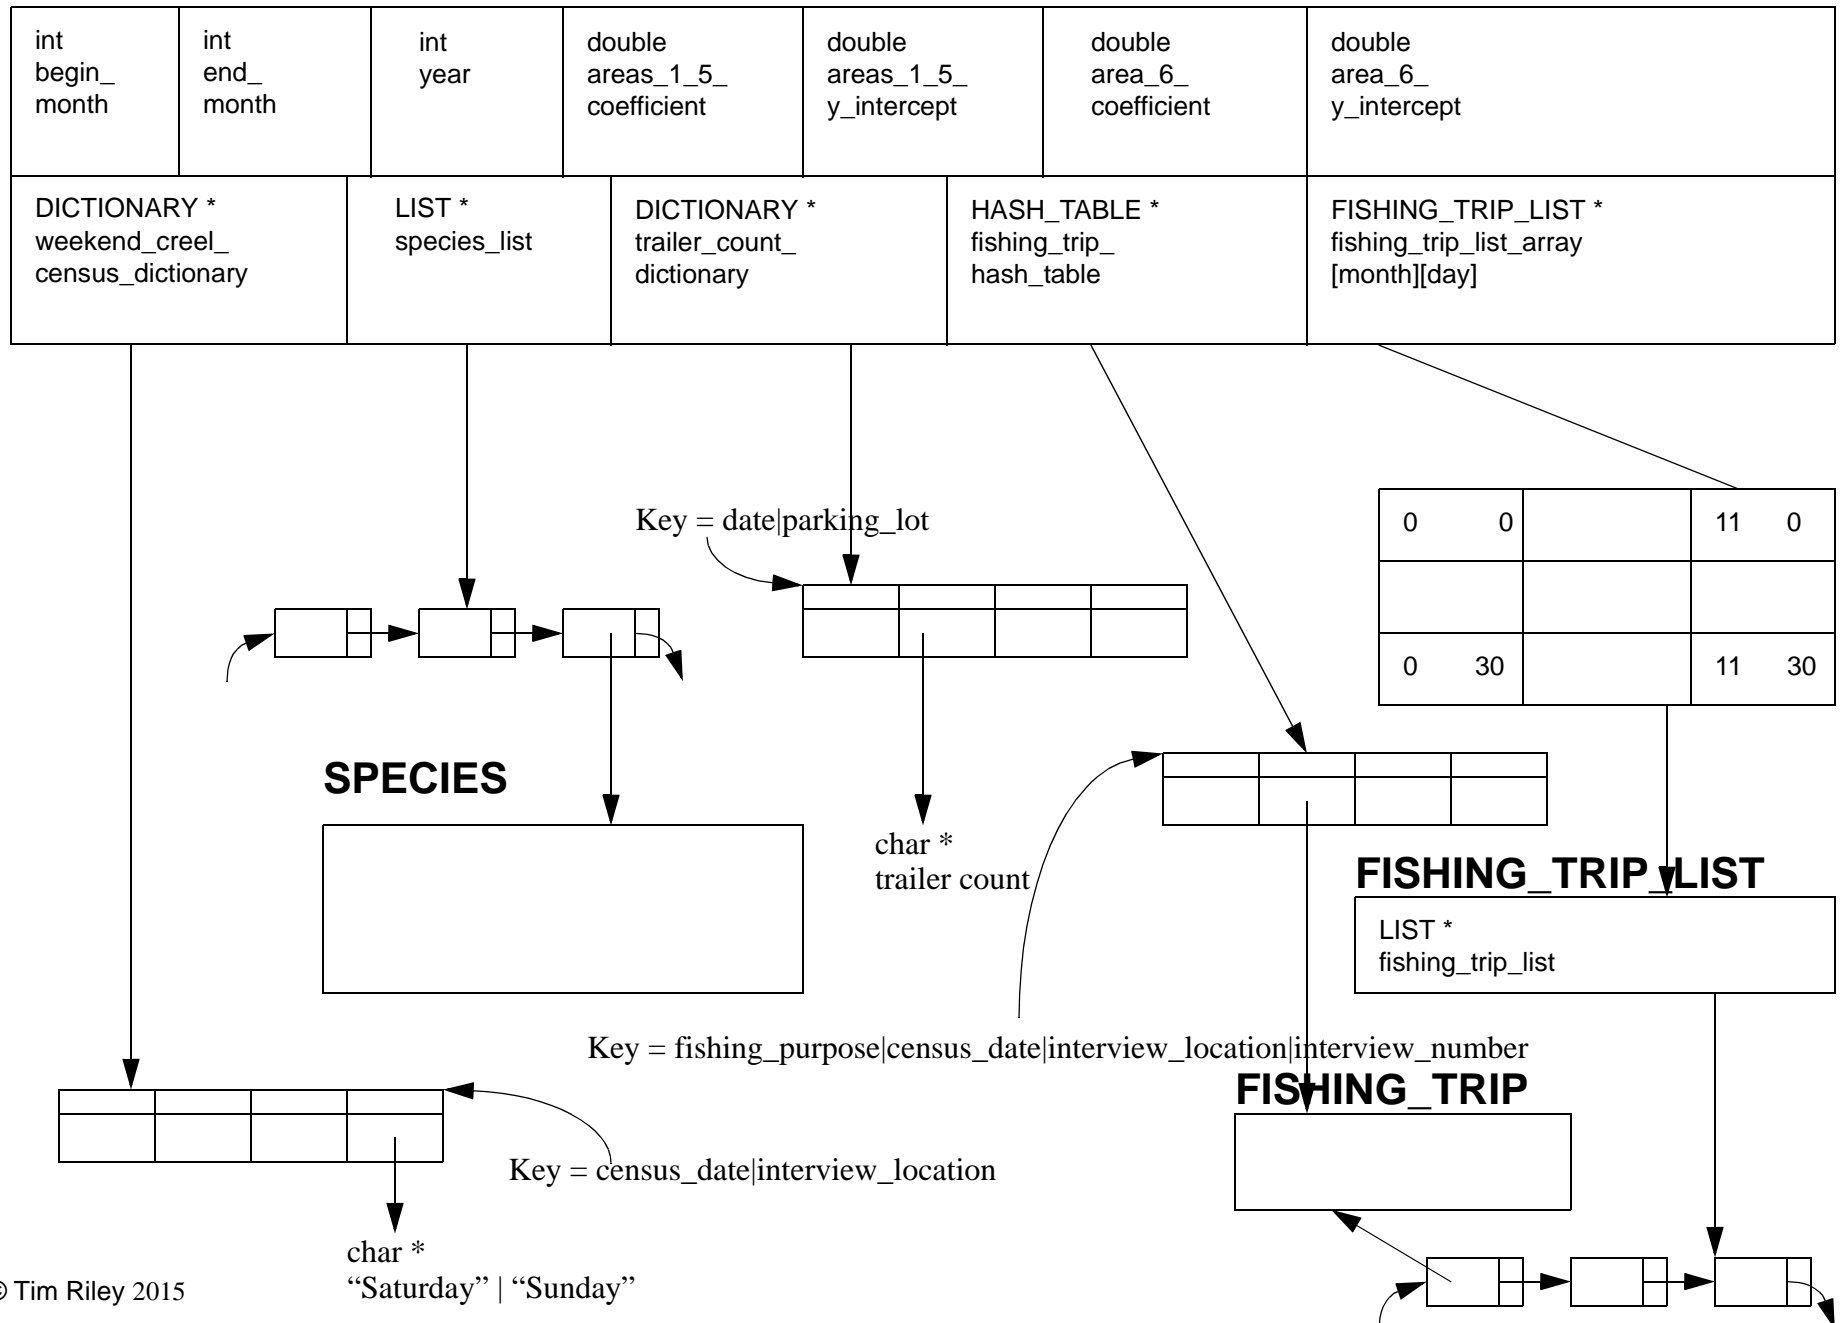 int
begin_
month
int
end_
month
int
year
double
areas_1_5_
coefficient
double
areas_1_5_
y_intercept
double
area_6_
coefficient
double
area_6_
y_intercept
DICTIONARY *
weekend_creel_
census_dictionary
LIST *
species_list
DICTIONARY *
trailer_count_
dictionary
HASH_TABLE *
fishing_trip_
hash_table
FISHING_TRIP_LIST *
fishing_trip_list_array
[month][day]
Key = date|parking_lot
0 0 11 0
0 30 11 30
SPECIES
char *
trailer count
FISHING_TRIP_LIST
LIST *
fishing_trip_list
Key = fishing_purpose|census_date|interview_location|interview_number
FISHING_TRIP
Key = census_date|interview_location
char *
“Saturday” | “Sunday”
© Tim Riley 2015